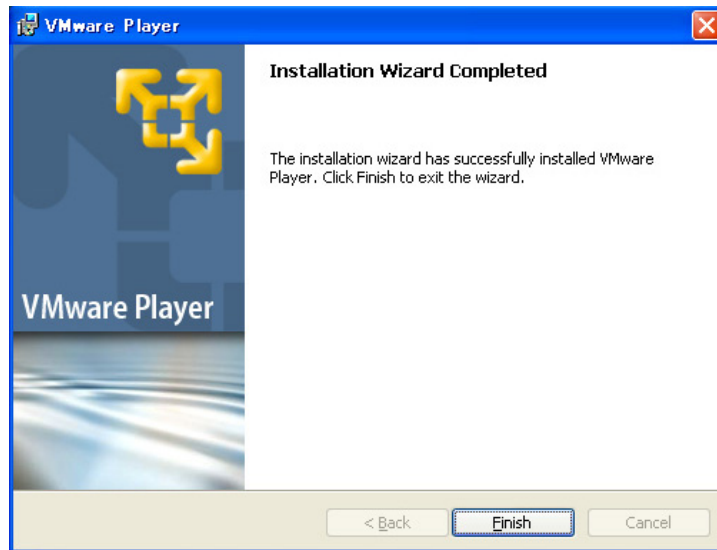 VMware Player
Installation Wizard Completed
The installation wizard has successfully installed VMware
Player. Click Finish to exit the wizard.
VMware Player
< Back
Finish
Cancel